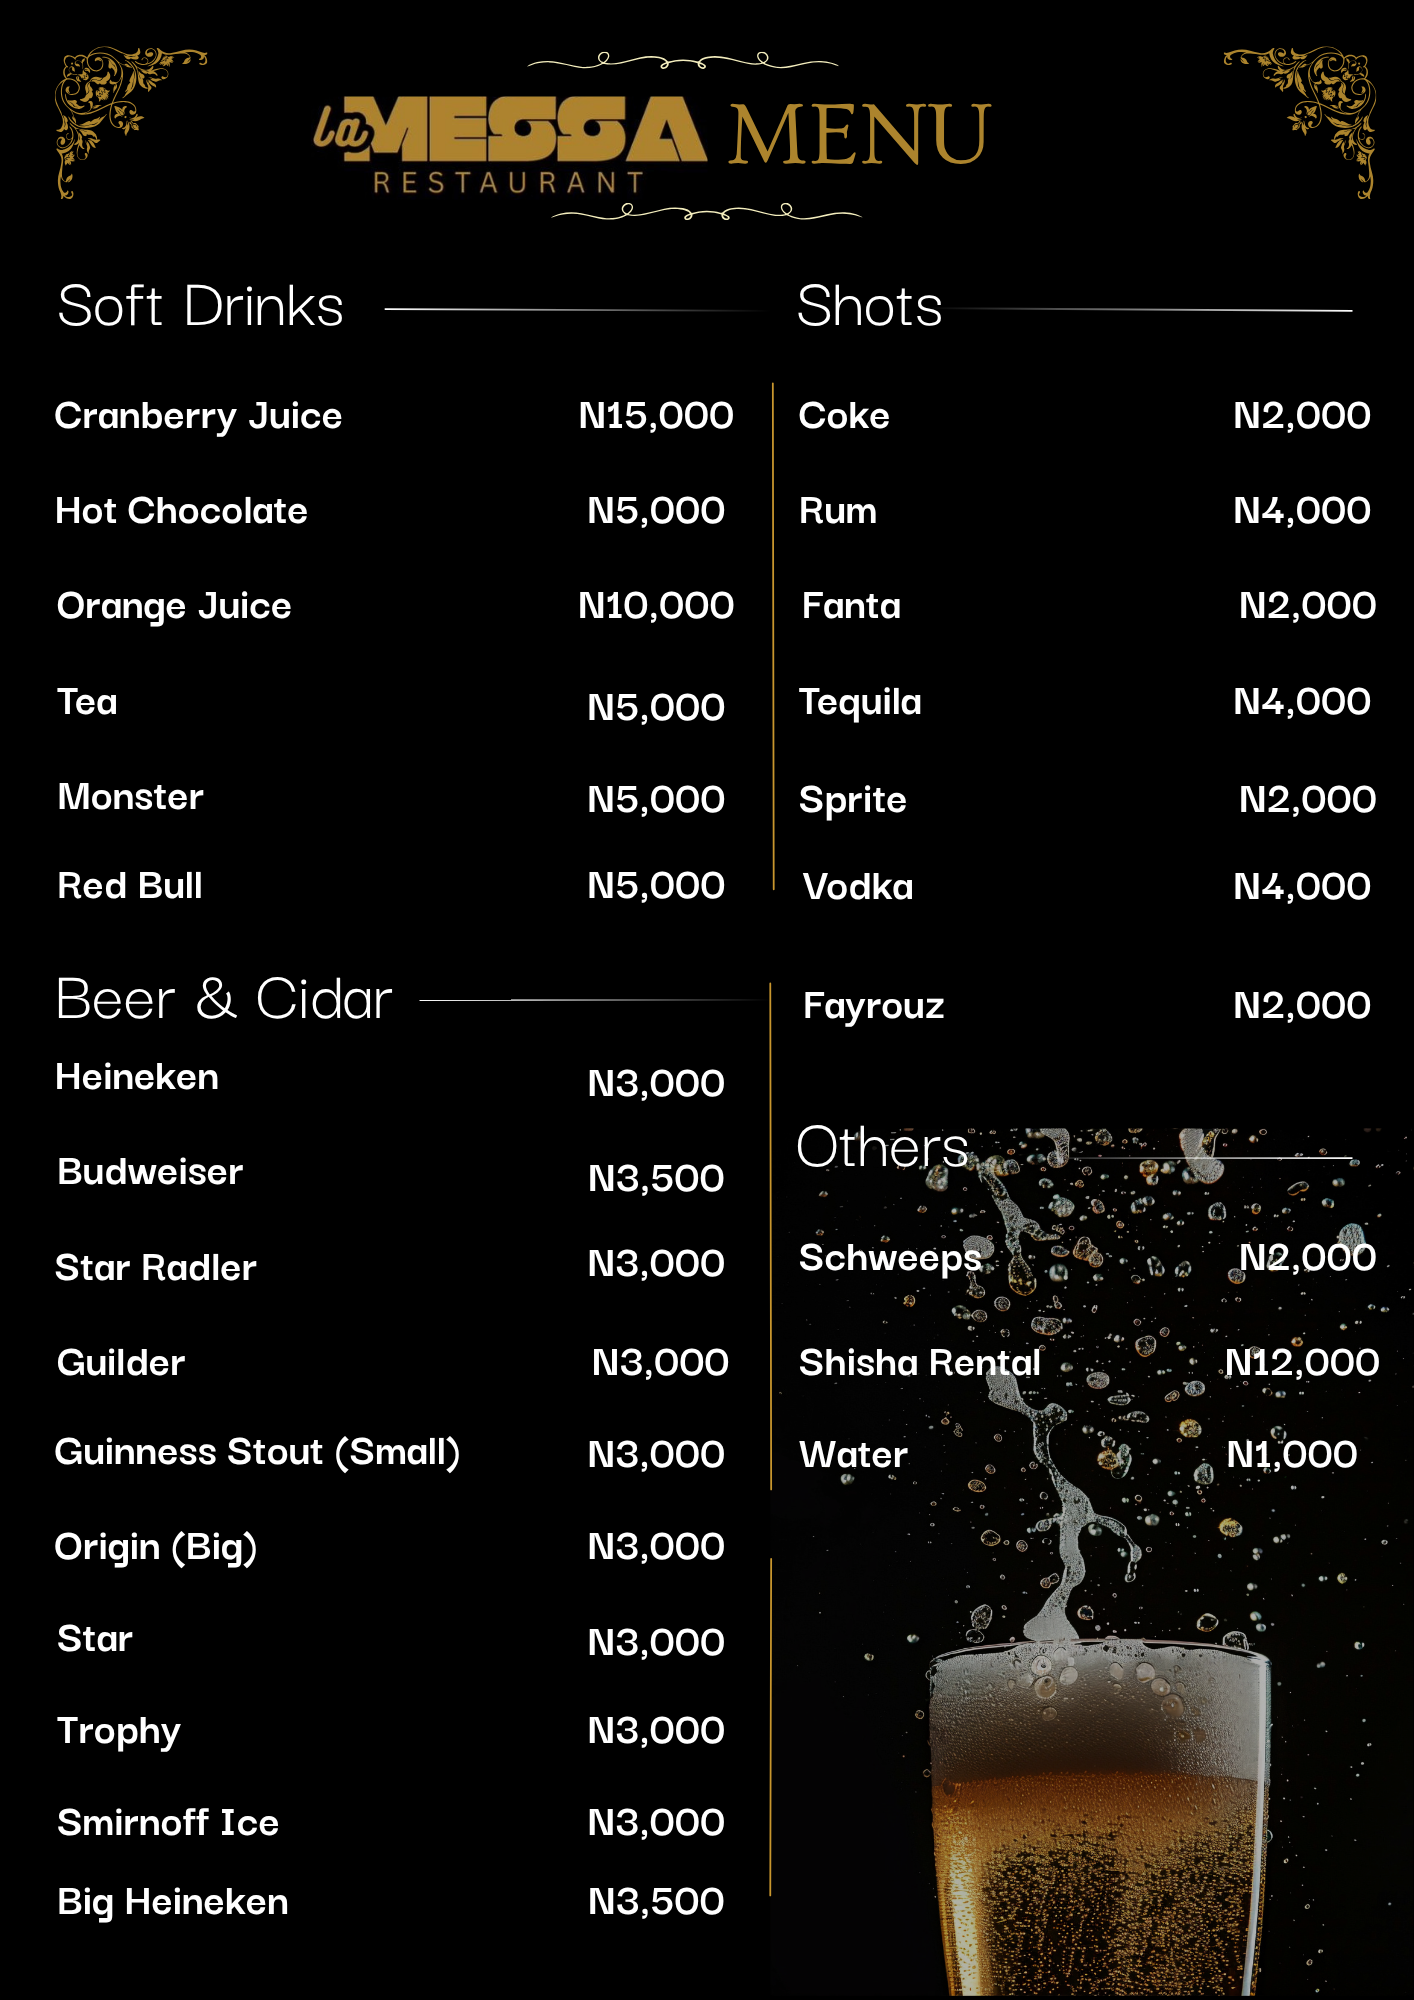 la MESSA MENU
RESTAURANT
Soft Drinks
Cranberry Juice N15,000
Hot Chocolate N5,000
Orange Juice N10,000
Tea N5,000
Monster N5,000
Red Bull N5,000
Beer & Cidar
Heineken N3,000
Budweiser N3,500
Star Radler N3,000
Guilder N3,000
Guinness Stout (Small) N3,000
Origin (Big) N3,000
Star N3,000
Trophy N3,000
Smirnoff Ice N3,000
Big Heineken N3,500
Shots
Coke N2,000
Rum N4,000
Fanta N2,000
Tequila N4,000
Sprite N2,000
Vodka N4,000
Fayrouz N2,000
Others
Schweeps N2,000
Shisha Rental N12,000
Water N1,000